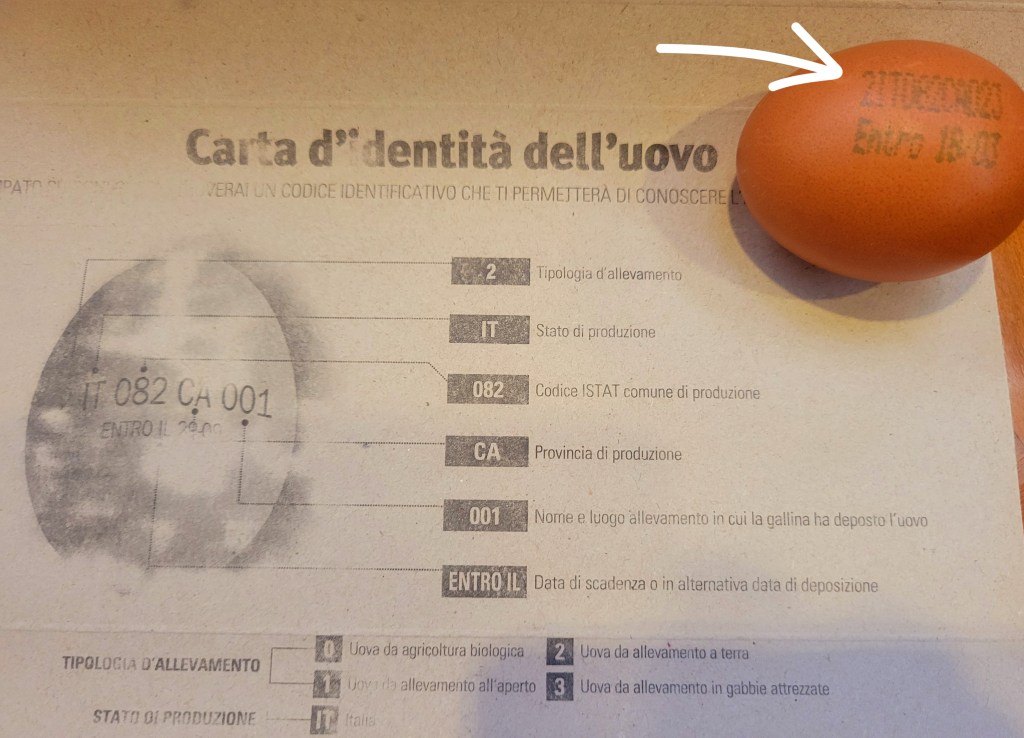 Carta d'identità dell'uovo
VERAI UN CODICE IDENTIFICATIVO CHE TI PERMETTERÀ DI CONOSCERE L'
Entro 18-03
2 Tipologia d'allevamento
IT Stato di produzione
082 Codice ISTAT comune di produzione
IT 082 CA 001
ENTRO IL
CA Provincia di produzione
001 Nome e luogo allevamento in cui la gallina ha deposto l'uovo
ENTRO IL Data di scadenza o in alternativa data di deposizione
TIPOLOGIA D'ALLEVAMENTO
0 Uova da agricoltura biologica
2 Uova da allevamento a terra
1 Uova da allevamento all'aperto
3 Uova da allevamento in gabbie attrezzate
STATO DI PRODUZIONE
IT Italia